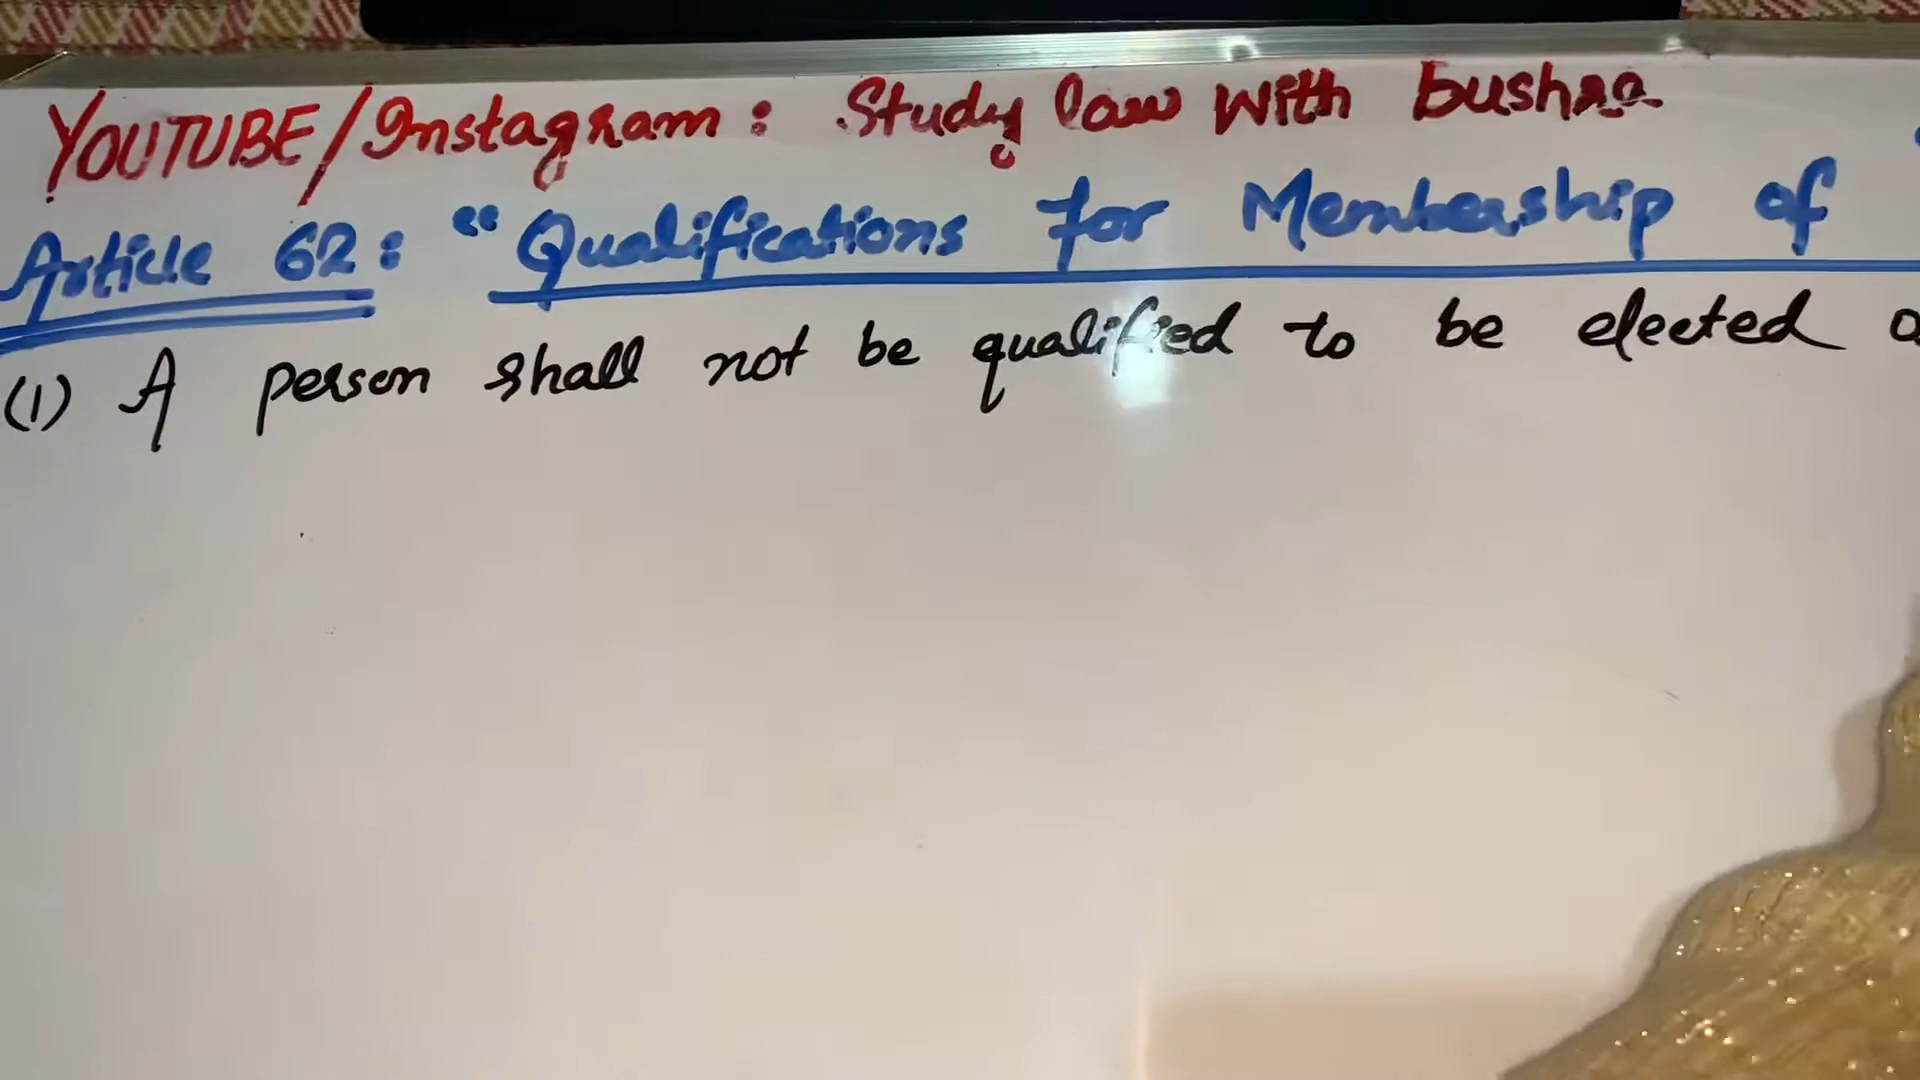 YOUTUBE/Instagram: Study law with bushra
Article 62: "Qualifications for Membership of
(1) A person shall not be qualified to be elected